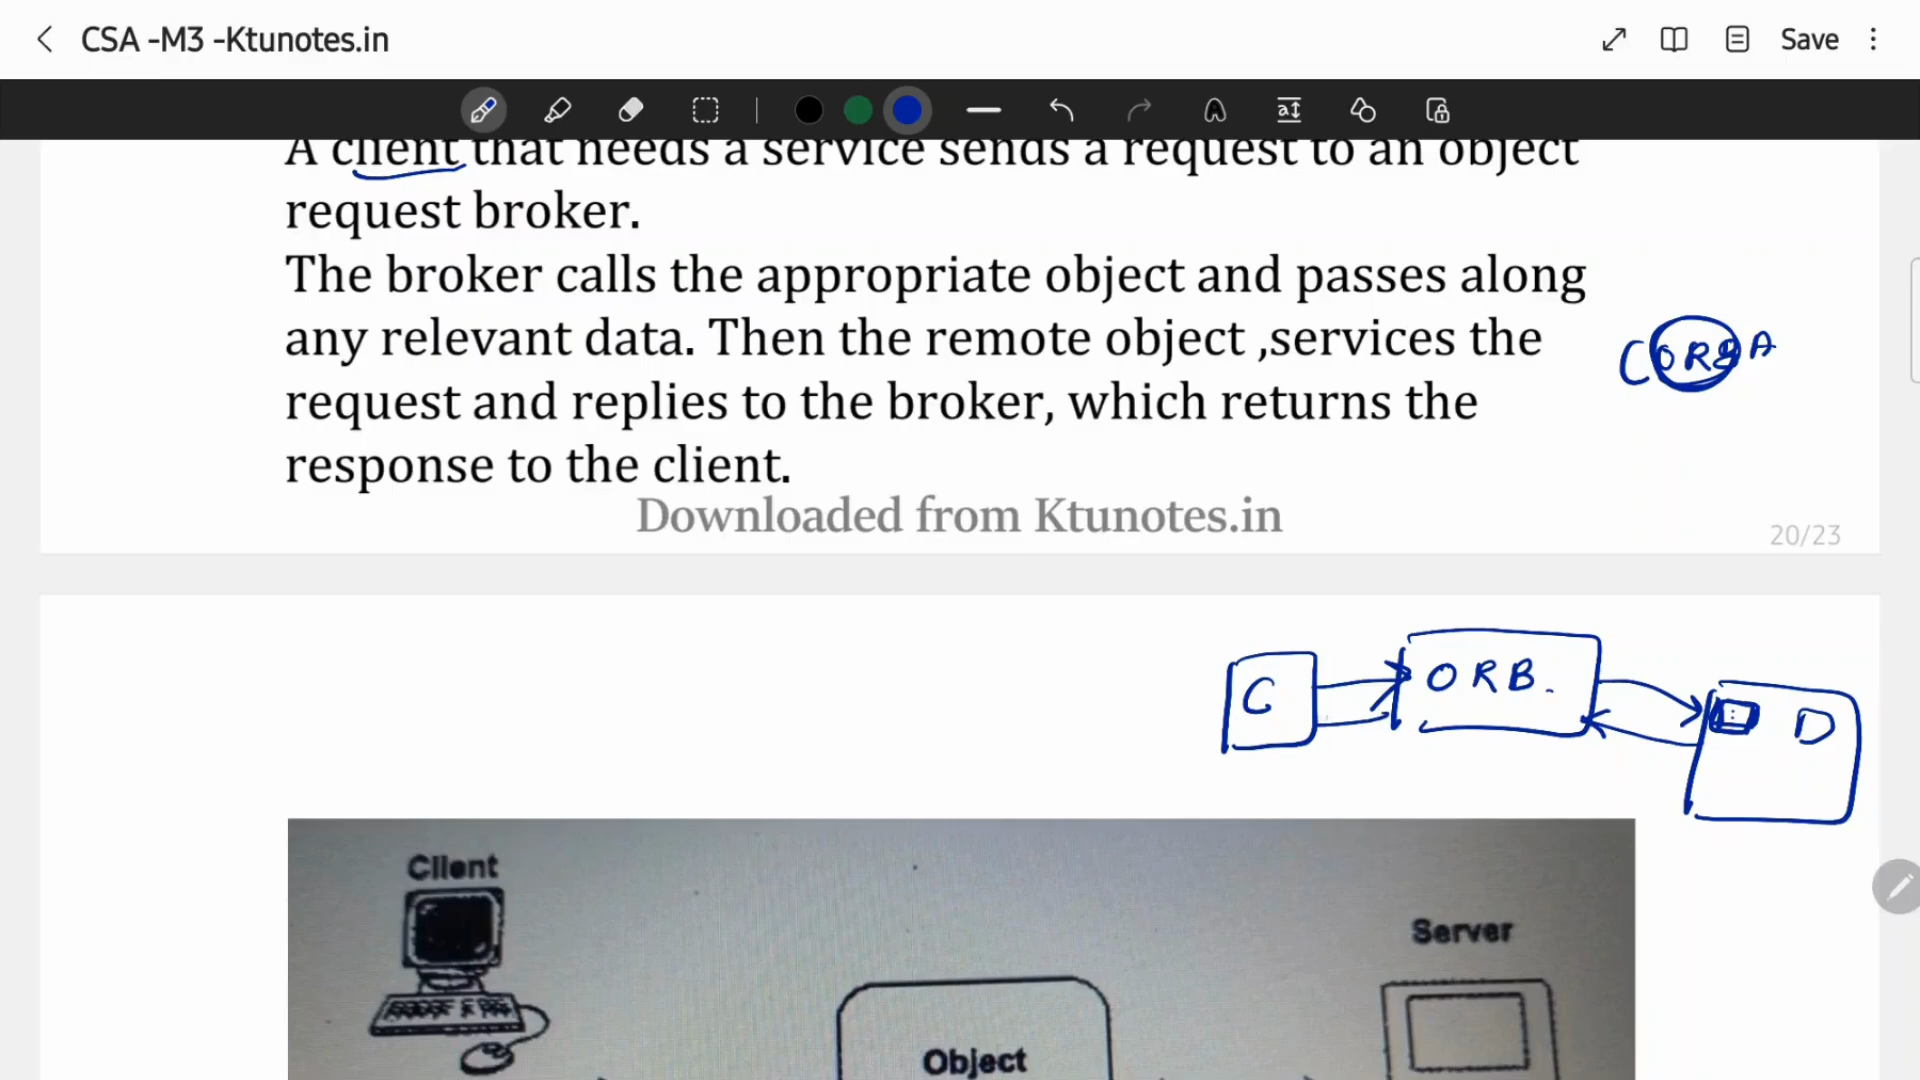 CSA -M3 -Ktunotes.in
Save
A client that needs a service sends a request to an object
request broker.
The broker calls the appropriate object and passes along
any relevant data. Then the remote object ,services the
request and replies to the broker, which returns the
response to the client.
CORBA
Downloaded from Ktunotes.in
20/23
C
ORB.
D
Client
Server
Object